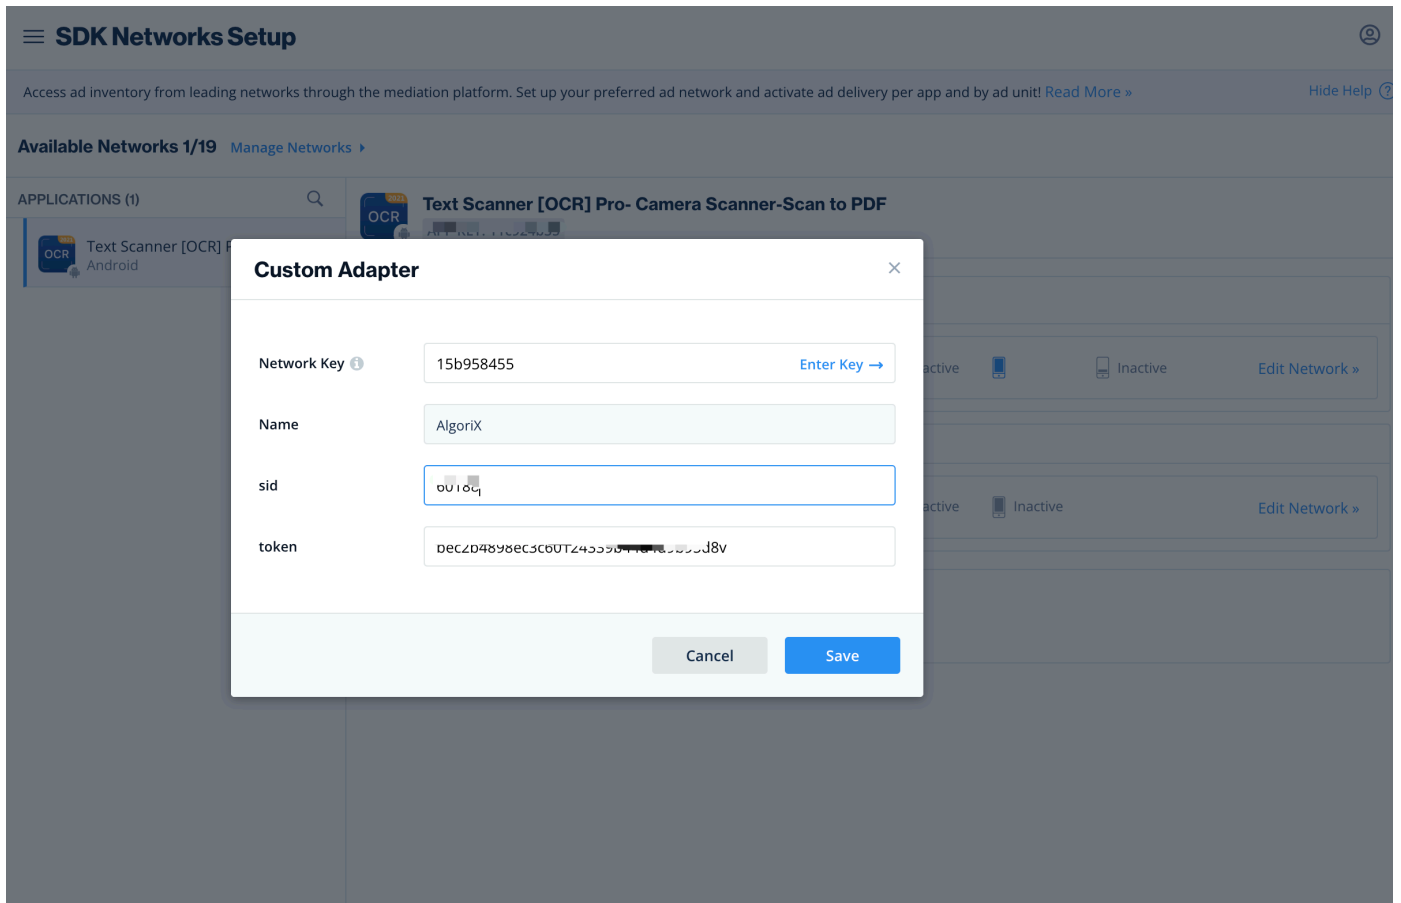 SDK Networks Setup
Access ad inventory from leading networks through the mediation platform. Set up your preferred ad network and activate ad delivery per app and by ad unit! Read More »
Hide Help ?
Available Networks 1/19 Manage Networks
APPLICATIONS (1)
OCR
Text Scanner [OCR] Pro- Camera Scanner-Scan to PDF
OCR
Text Scanner [OCR]
Android
Custom Adapter
Network Key
15b958455
Enter Key →
Name
AlgoriX
sid
token
Cancel
Save
active
Inactive
Edit Network »
active
Inactive
Edit Network »